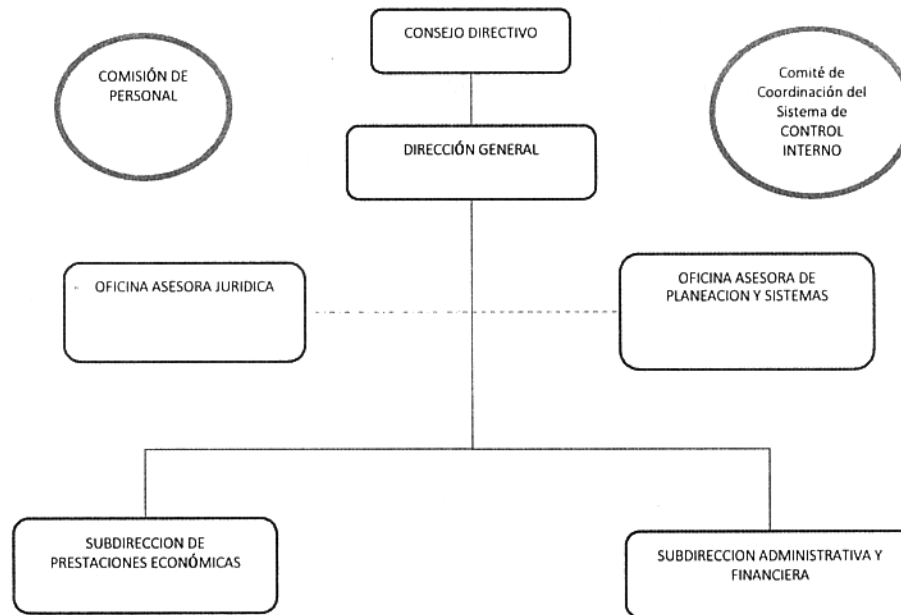 CONSEJO DIRECTIVO
COMISIÓN DE
PERSONAL
Comité de
Coordinación del
Sistema de
CONTROL
INTERNO
DIRECCIÓN GENERAL
OFICINA ASESORA JURIDICA
OFICINA ASESORA DE
PLANEACION Y SISTEMAS
SUBDIRECCION DE
PRESTACIONES ECONÓMICAS
SUBDIRECCION ADMINISTRATIVA Y
FINANCIERA